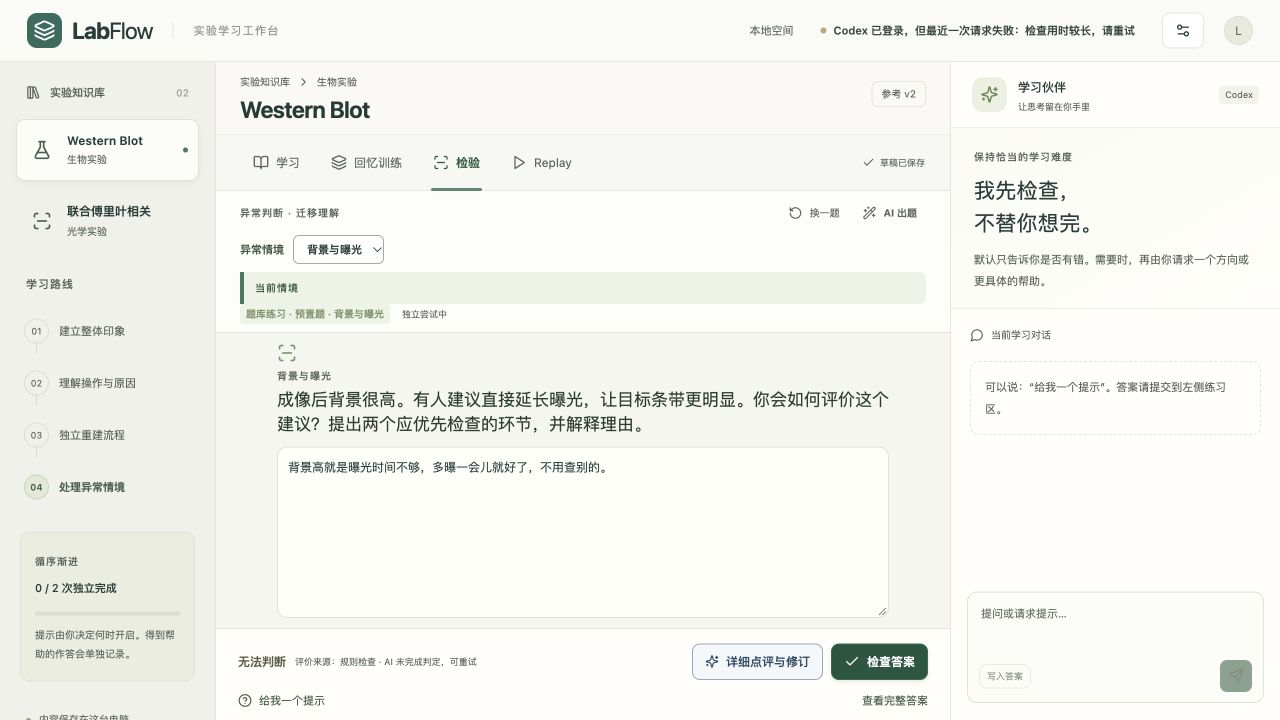 LabFlow
实验学习工作台
本地空间
Codex 已登录，但最近一次请求失败：检查用时较长，请重试
L
实验知识库
02
Western Blot
生物实验
联合傅里叶相关
光学实验
学习路线
01
建立整体印象
02
理解操作与原因
03
独立重建流程
04
处理异常情境
循序渐进
0 / 2 次独立完成
提示由你决定何时开启。得到帮
助的作答会单独记录。
内容保存在这台电脑
实验知识库
生物实验
Western Blot
参考 v2
学习
回忆训练
检验
Replay
草稿已保存
异常判断 · 迁移理解
换一题
AI 出题
异常情境
背景与曝光
当前情境
题库练习 · 预置题 · 背景与曝光
独立尝试中
背景与曝光
成像后背景很高。有人建议直接延长曝光，让目标条带更明显。你会如何评价这个
建议？提出两个应优先检查的环节，并解释理由。
背景高就是曝光时间不够，多曝一会儿就好了，不用查别的。
无法判断
评价来源：规则检查 · AI 未完成判定，可重试
详细点评与修订
检查答案
给我一个提示
查看完整答案
学习伙伴
让思考留在你手里
Codex
保持恰当的学习难度
我先检查，
不替你想完。
默认只告诉你是否有错。需要时，再由你请求一个方向或
更具体的帮助。
当前学习对话
可以说：“给我一个提示”。答案请提交到左侧练习
区。
提问或请求提示...
写入答案